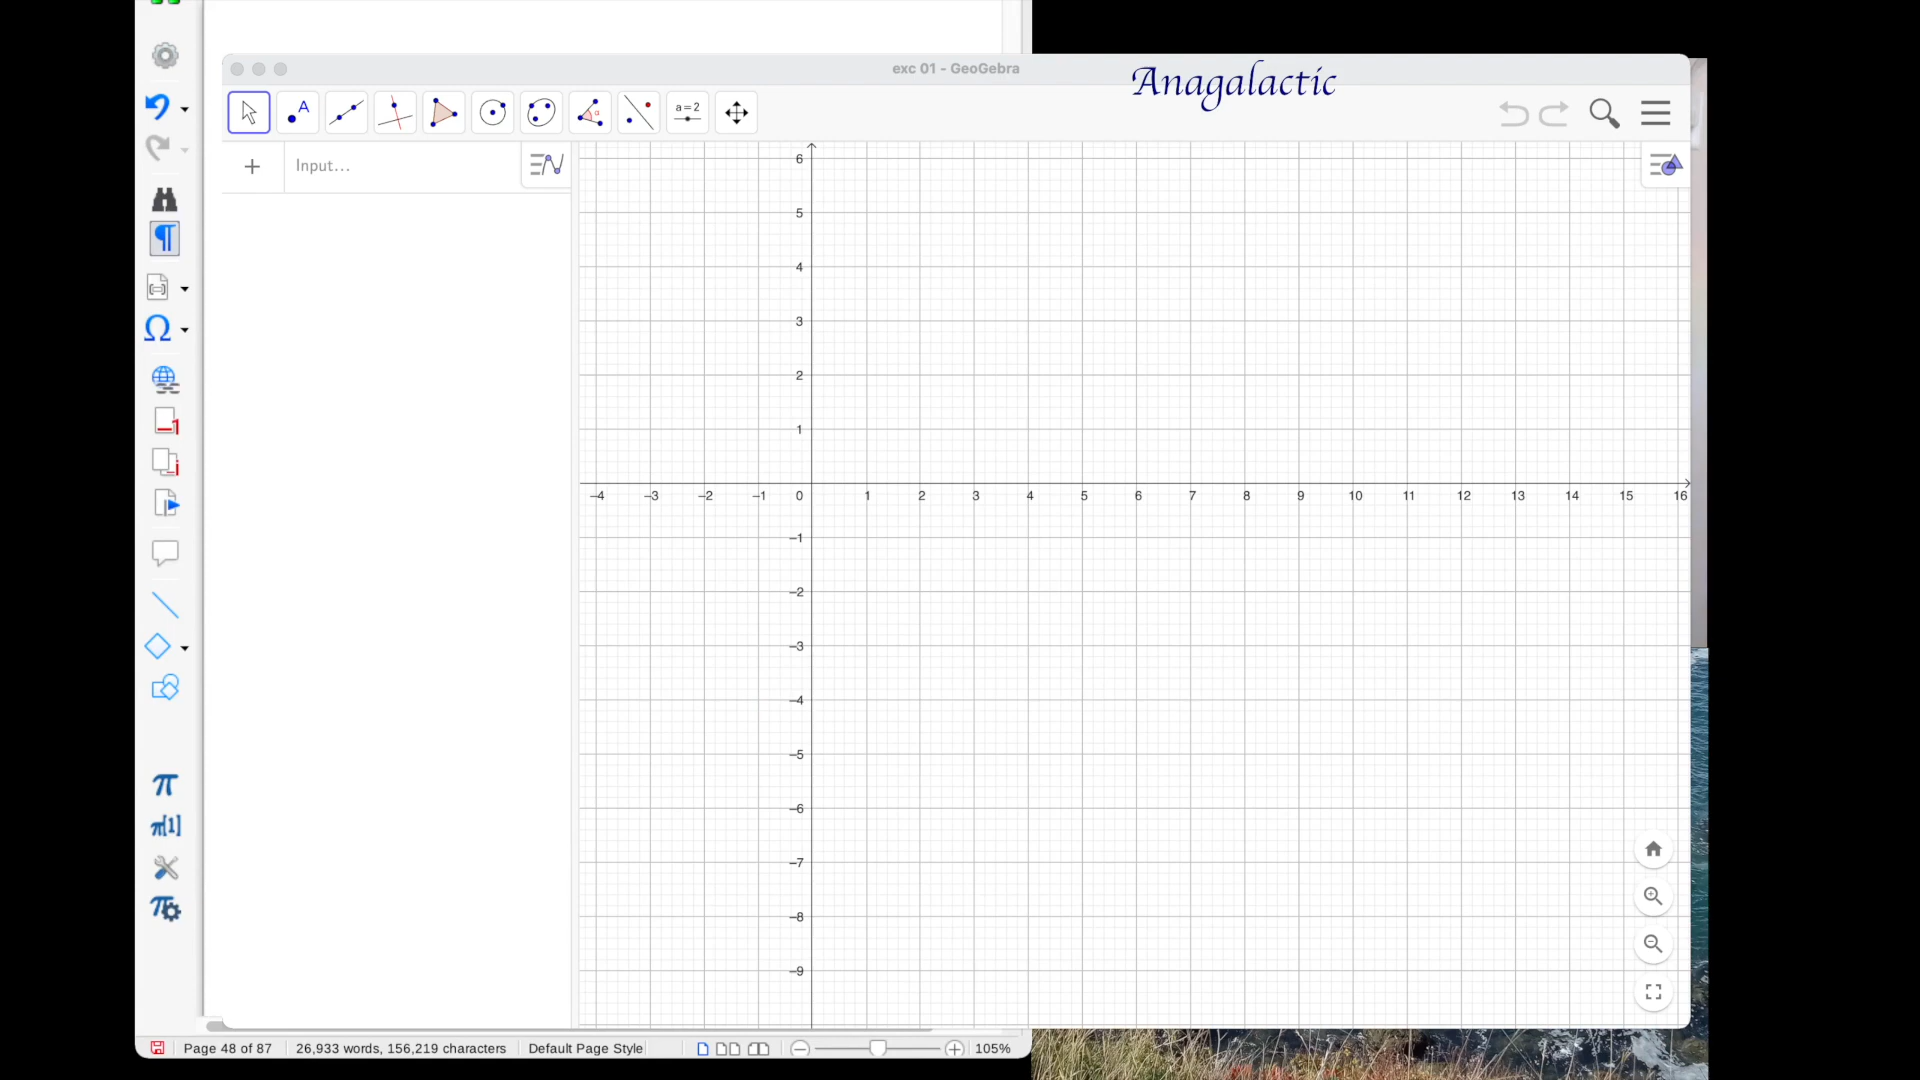 exc 01 - GeoGebra
Anagalactic
A
a=2
+ Input...
6
5
4
3
2
1
–4 –3 –2 –1 0 1 2 3 4 5 6 7 8 9 10 11 12 13 14 15 16
–1
–2
–3
–4
–5
–6
–7
–8
–9
Page 48 of 87 26,933 words, 156,219 characters Default Page Style 105%